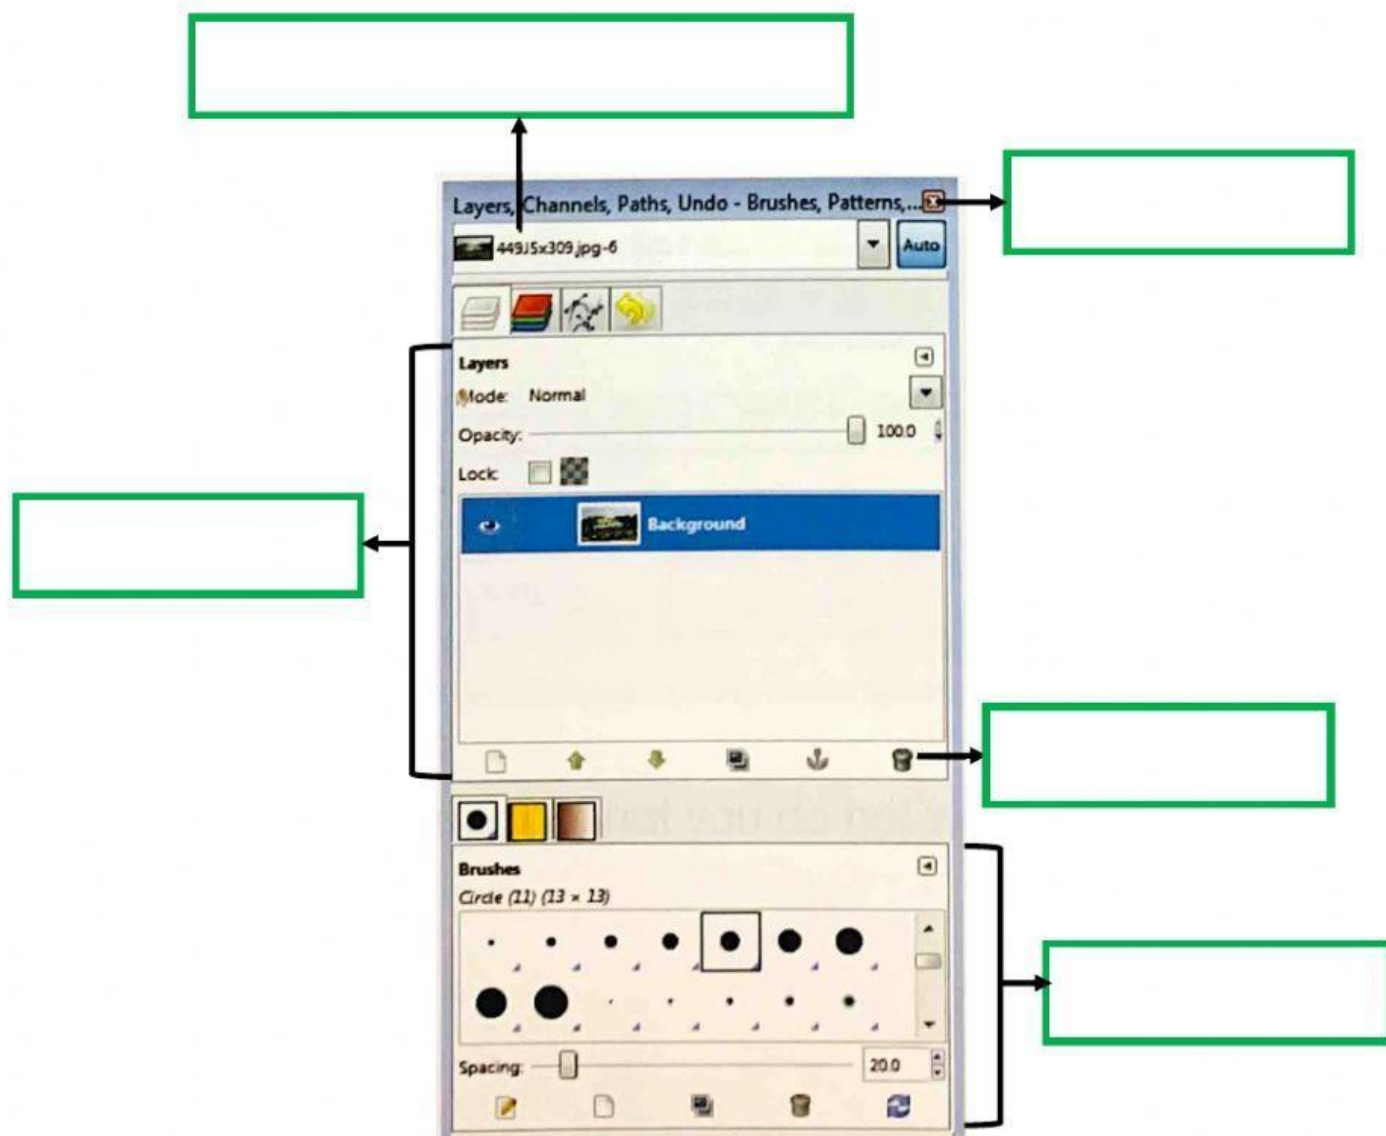 Layers, Channels, Paths, Undo - Brushes, Patterns,...
449J5x309.jpg-6
Auto
Layers
Mode: Normal
Opacity: 100.0
Lock:
Background
Brushes
Circle (11) (13 × 13)
Spacing: 20.0